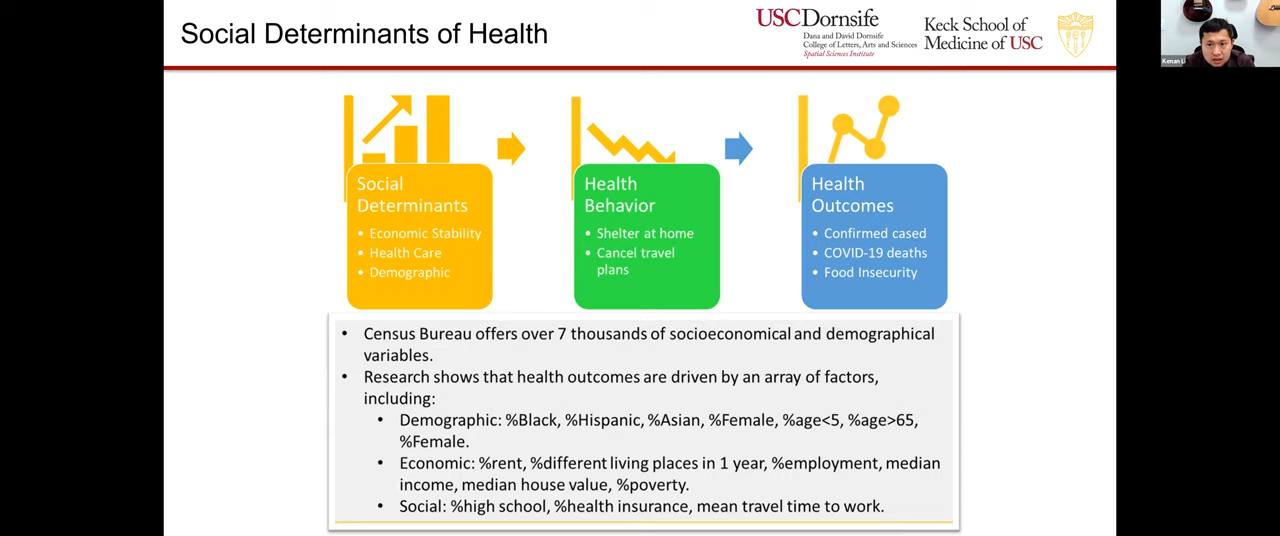 Social Determinants of Health
USCDornsife
Dana and David Dornsife
College of Letters, Arts and Sciences
Spatial Sciences Institute
Keck School of
Medicine of USC
Kenan Li
Social
Determinants
• Economic Stability
• Health Care
• Demographic
Health
Behavior
• Shelter at home
• Cancel travel
plans
Health
Outcomes
• Confirmed cased
• COVID-19 deaths
• Food Insecurity
• Census Bureau offers over 7 thousands of socioeconomical and demographical
variables.
• Research shows that health outcomes are driven by an array of factors,
including:
• Demographic: %Black, %Hispanic, %Asian, %Female, %age<5, %age>65,
%Female.
• Economic: %rent, %different living places in 1 year, %employment, median
income, median house value, %poverty.
• Social: %high school, %health insurance, mean travel time to work.